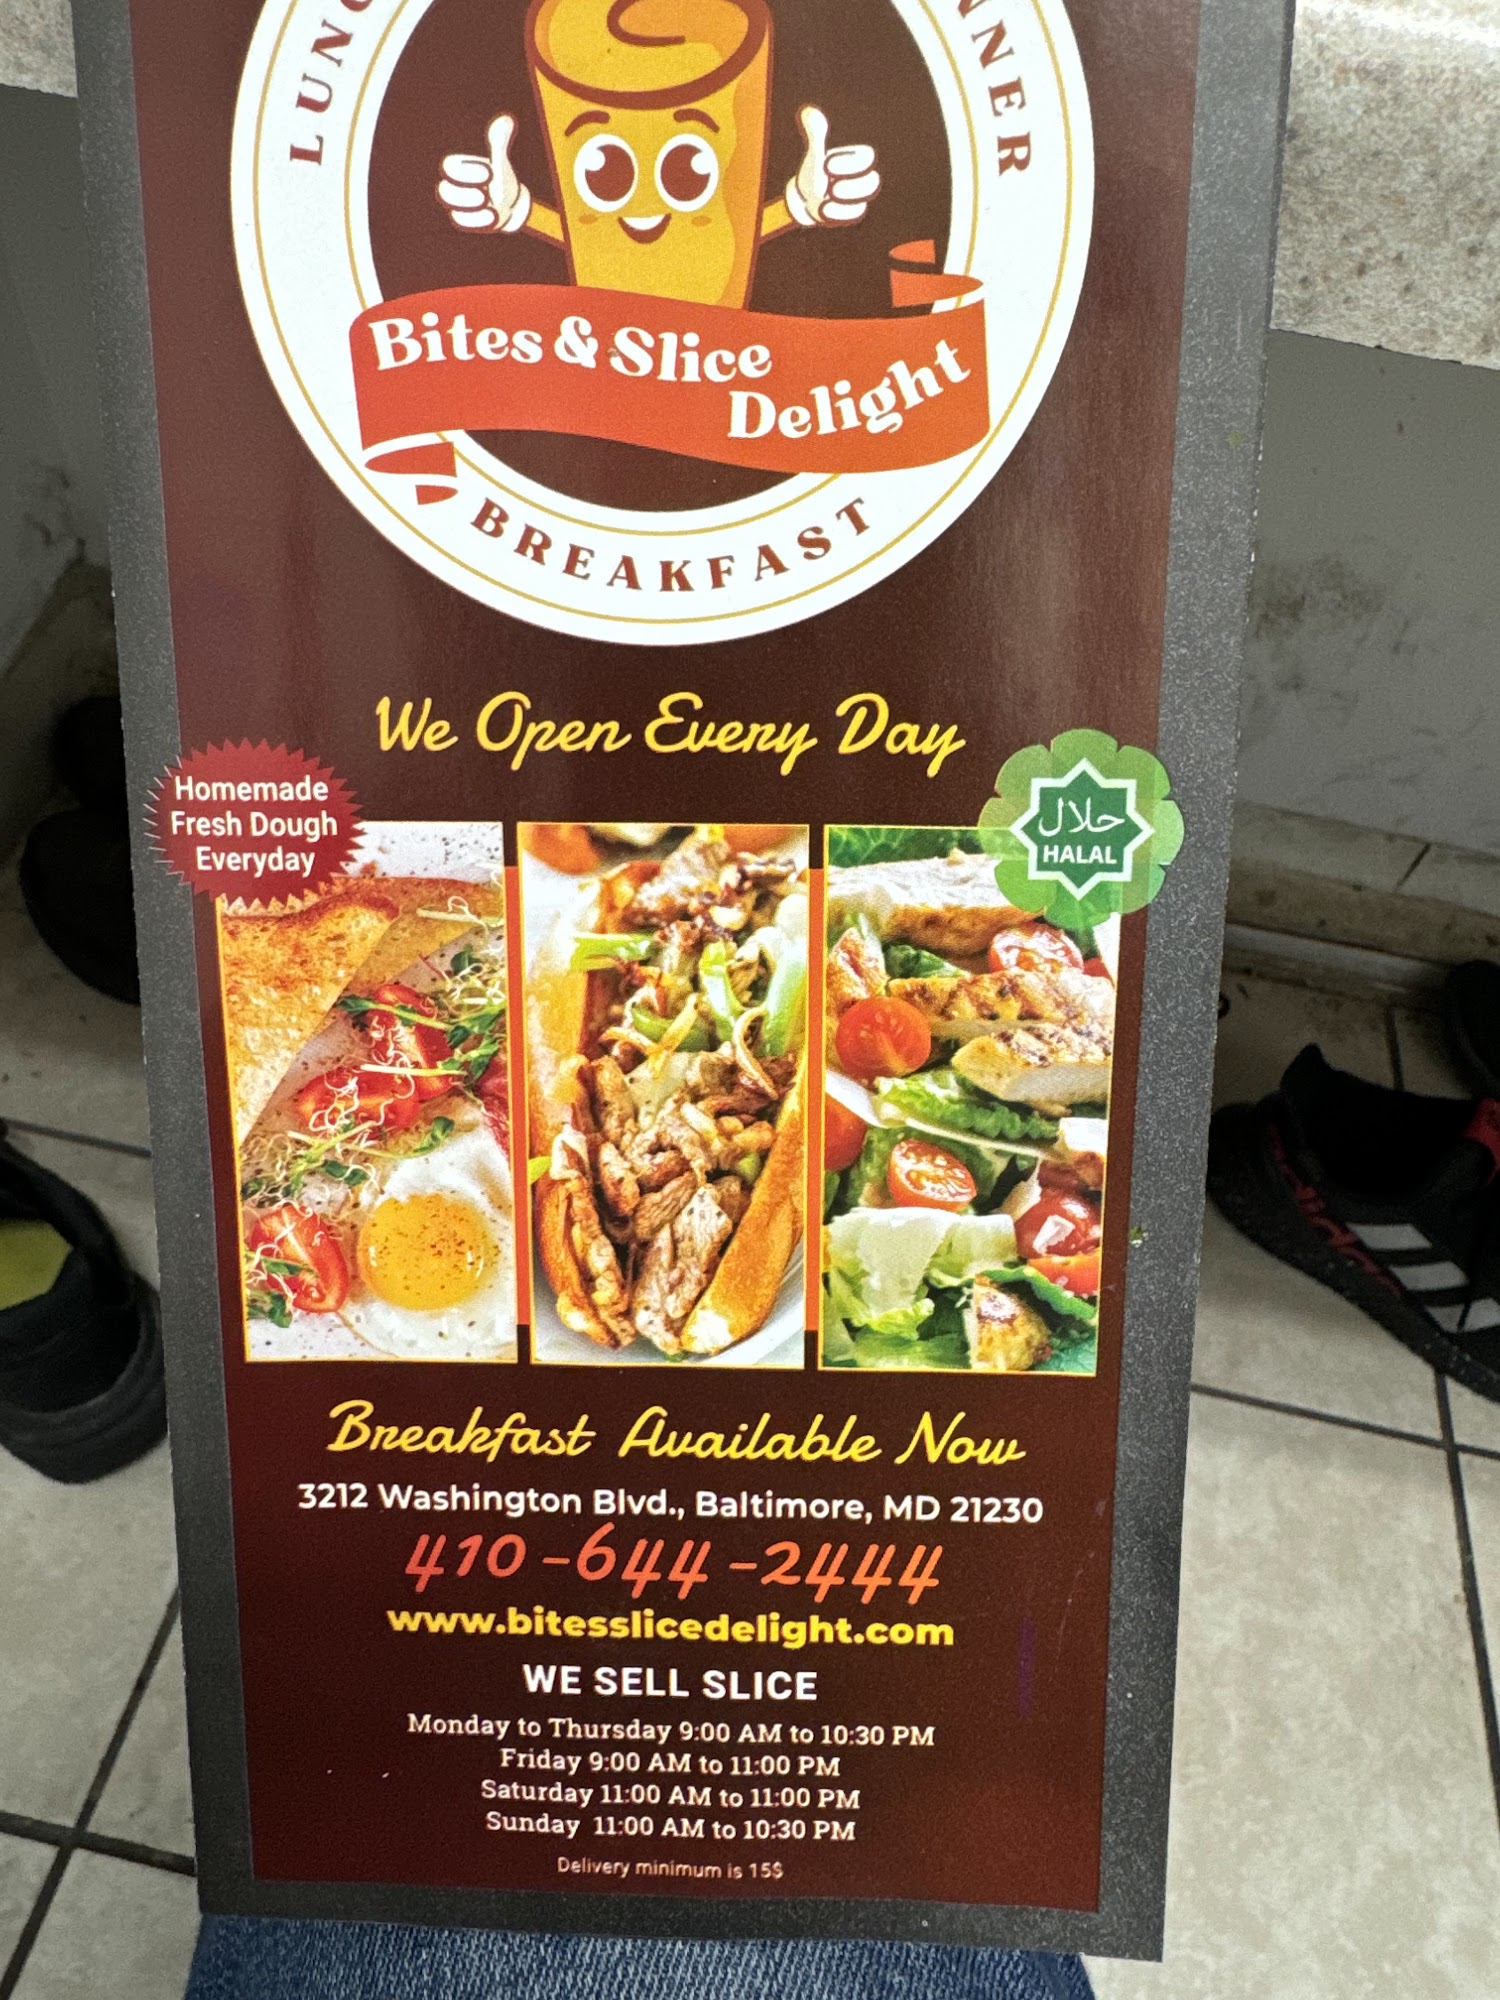 Bites & Slice
Delight
BREAKFAST
We Open Every Day
Homemade
Fresh Dough
Everyday
حلال
HALAL
Breakfast Available Now
3212 Washington Blvd., Baltimore, MD 21230
410-644-2444
www.bitesslicedelight.com
WE SELL SLICE
Monday to Thursday 9:00 AM to 10:30 PM
Friday 9:00 AM to 11:00 PM
Saturday 11:00 AM to 11:00 PM
Sunday 11:00 AM to 10:30 PM
Delivery minimum is 15$